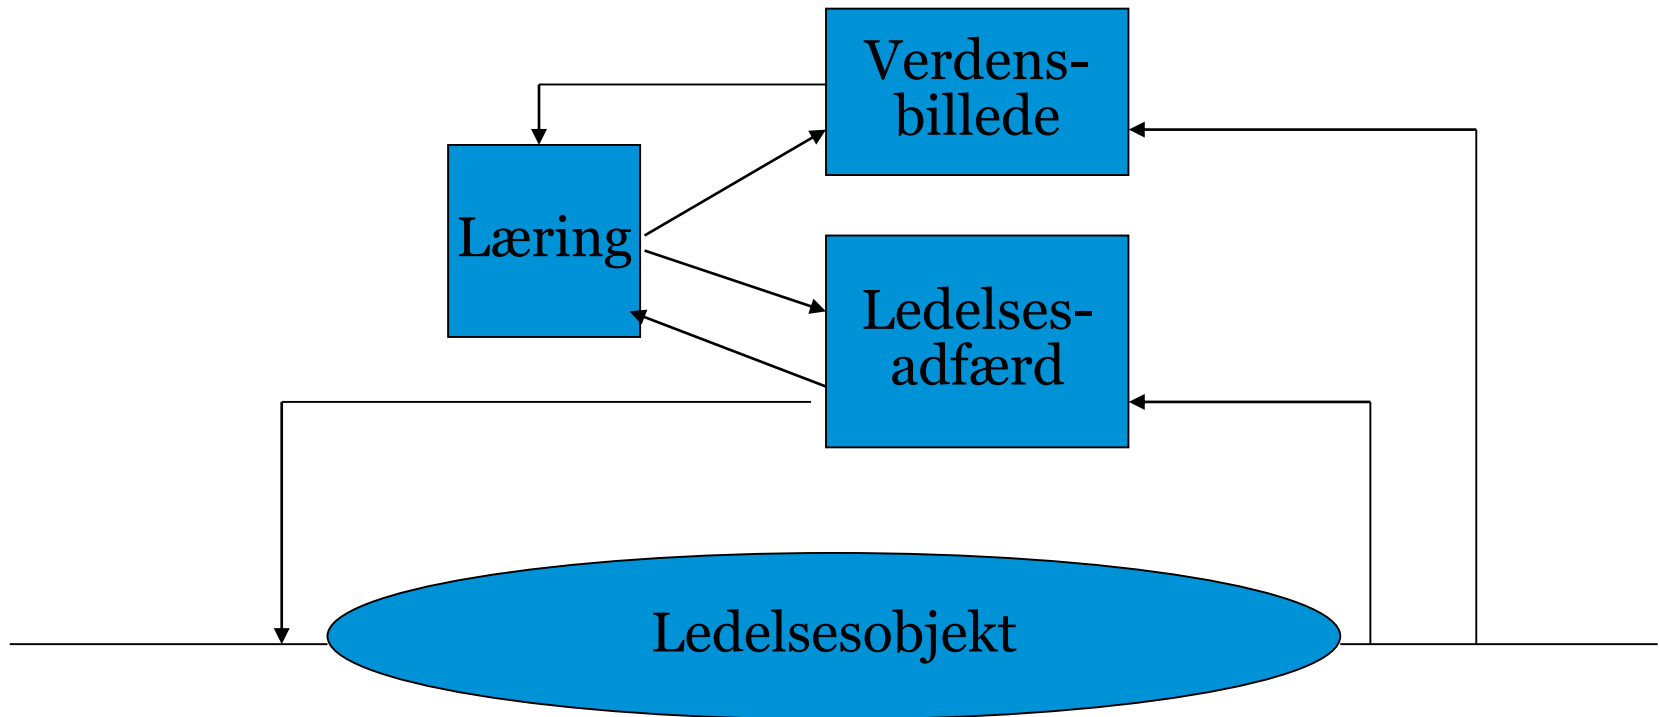 Verdens-
billede
Læring
Ledelses-
adfærd
Ledelsesobjekt